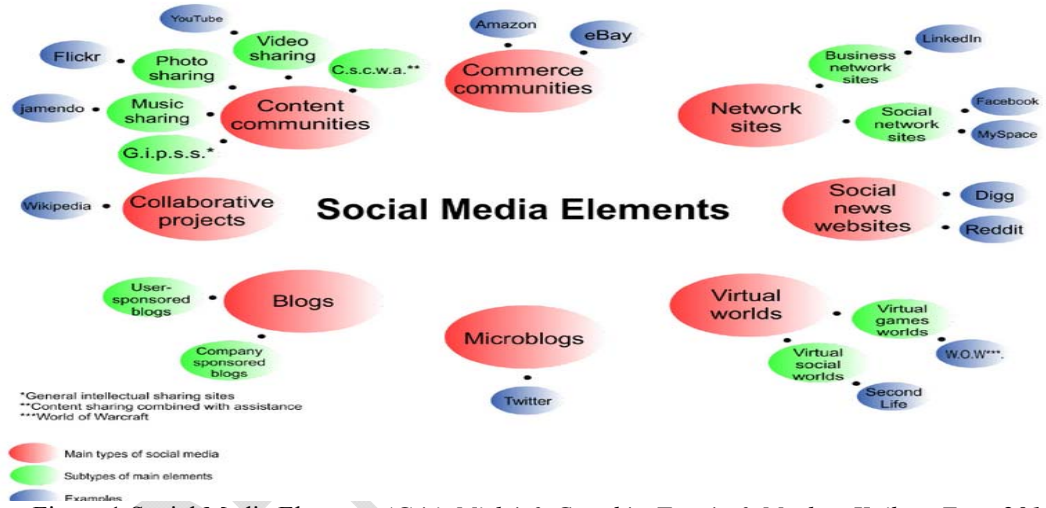 YouTube
Flickr
Photo
sharing
Video
sharing
C.s.c.w.a.**
jamendo
Music
sharing
Content
communities
G.i.p.s.s.*
Amazon
eBay
Commerce
communities
LinkedIn
Business
network
sites
Network
sites
Social
network
sites
Facebook
MySpace
Wikipedia
Collaborative
projects
Social Media Elements
Social
news
websites
Digg
Reddit
User-
sponsored
blogs
Blogs
Company
sponsored
blogs
Microblogs
Twitter
Virtual
worlds
Virtual
games
worlds
W.O.W***.
Virtual
social
worlds
Second
Life
*General intellectual sharing sites
**Content sharing combined with assistance
***World of Warcraft
Main types of social media
Subtypes of main elements
Examples